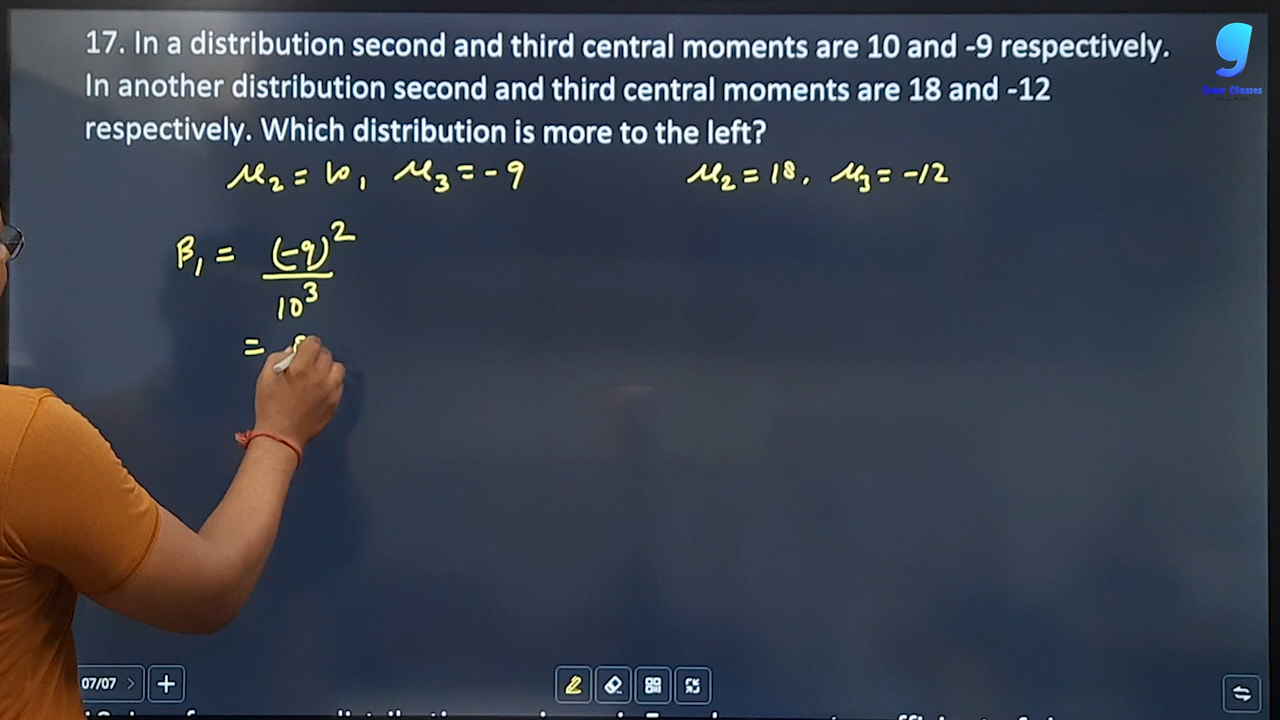 17. In a distribution second and third central moments are 10 and -9 respectively.
In another distribution second and third central moments are 18 and -12
respectively. Which distribution is more to the left?
μ₂ = 10, μ₃ = -9
μ₂ = 18, μ₃ = -12
β₁ = (-9)²
10³
=
07/07 > +